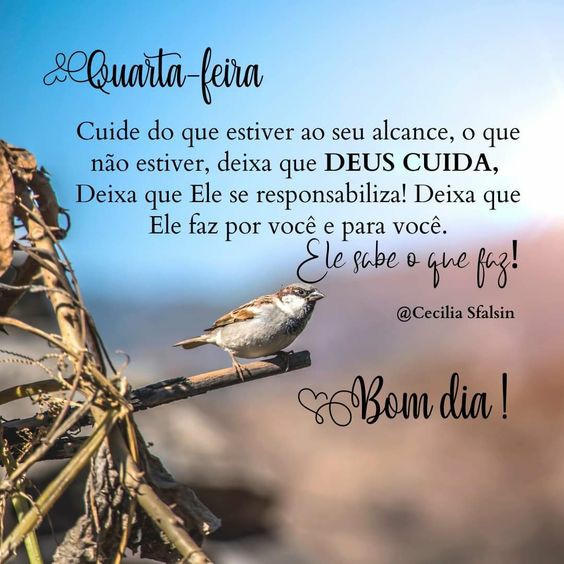 Quarta-feira
Cuide do que estiver ao seu alcance, o que
não estiver, deixa que DEUS CUIDA,
Deixa que Ele se responsabiliza! Deixa que
Ele faz por você e para você.
Ele sabe o que faz!
@Cecilia Sfalsin
Bom dia !